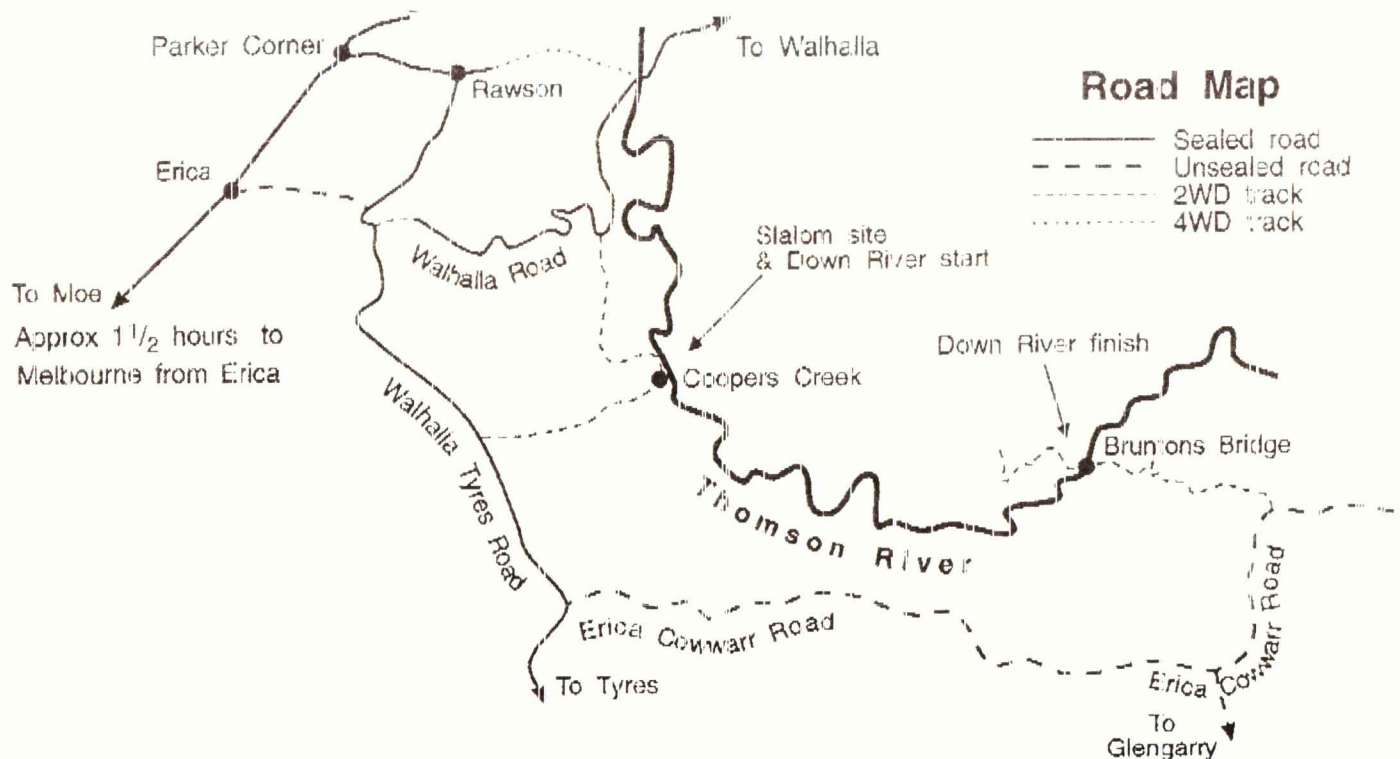 Parker Corner
To Walhalla
Rawson
Road Map
Sealed road
Unsealed road
2WD track
4WD track
Erica
Slalom site
& Down River start
Walhalla Road
To Moe
Approx 1 1/2 hours to
Melbourne from Erica
Down River finish
Coopers Creek
Walhalla Tyres Road
Bruntons Bridge
Thomson River
Erica Cowwarr Road
Erica Cowwarr Road
To Tyres
To
Glengarry